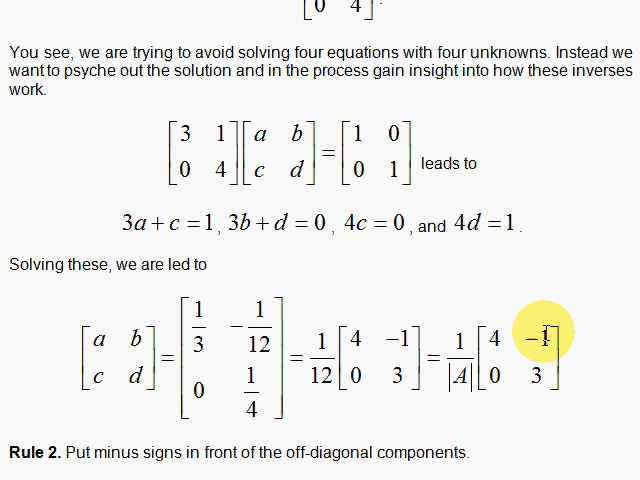 [0 4].
You see, we are trying to avoid solving four equations with four unknowns. Instead we
want to psyche out the solution and in the process gain insight into how these inverses
work.
[3 1; 0 4][a b; c d] = [1 0; 0 1] leads to
3a + c = 1, 3b + d = 0, 4c = 0, and 4d = 1.
Solving these, we are led to
[a b; c d] = [1/3 −1/12; 0 1/4] = 1/12 [4 −1; 0 3] = 1/|A| [4 −1; 0 3]
Rule 2. Put minus signs in front of the off-diagonal components.